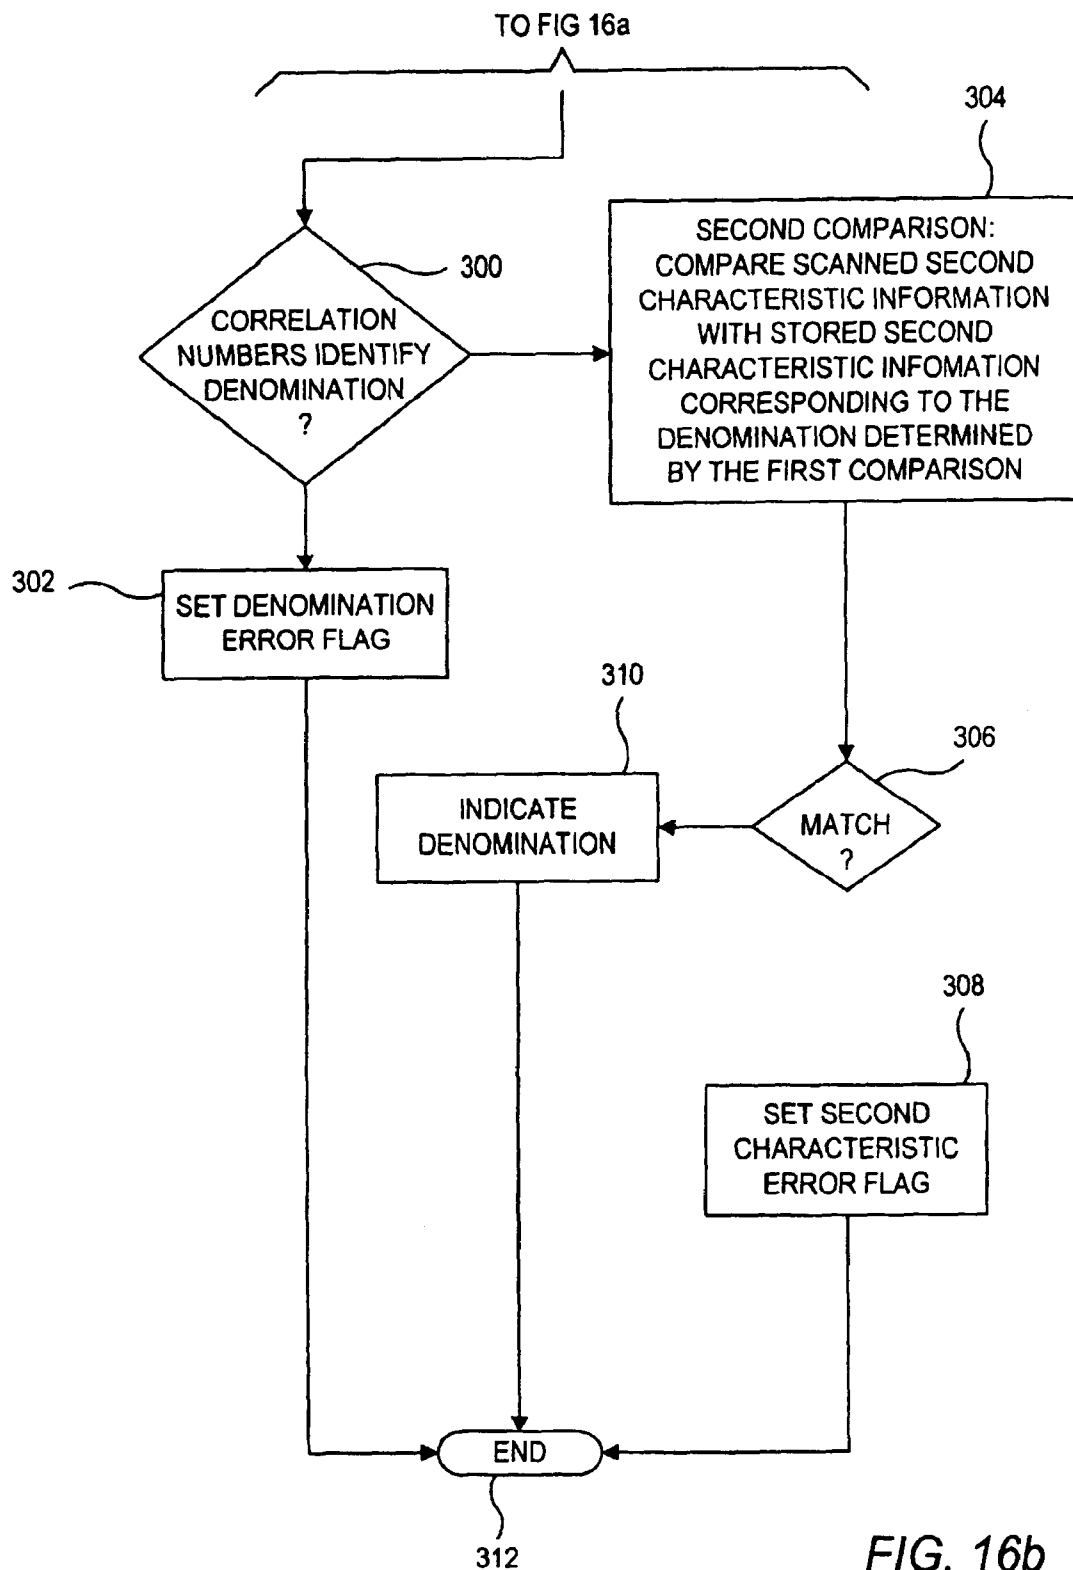 TO FIG 16a
304
300
CORRELATION
NUMBERS IDENTIFY
DENOMINATION
?
SECOND COMPARISON:
COMPARE SCANNED SECOND
CHARACTERISTIC INFORMATION
WITH STORED SECOND
CHARACTERISTIC INFOMATION
CORRESPONDING TO THE
DENOMINATION DETERMINED
BY THE FIRST COMPARISON
302
SET DENOMINATION
ERROR FLAG
310
306
INDICATE
DENOMINATION
MATCH
?
308
SET SECOND
CHARACTERISTIC
ERROR FLAG
END
312
FIG. 16b